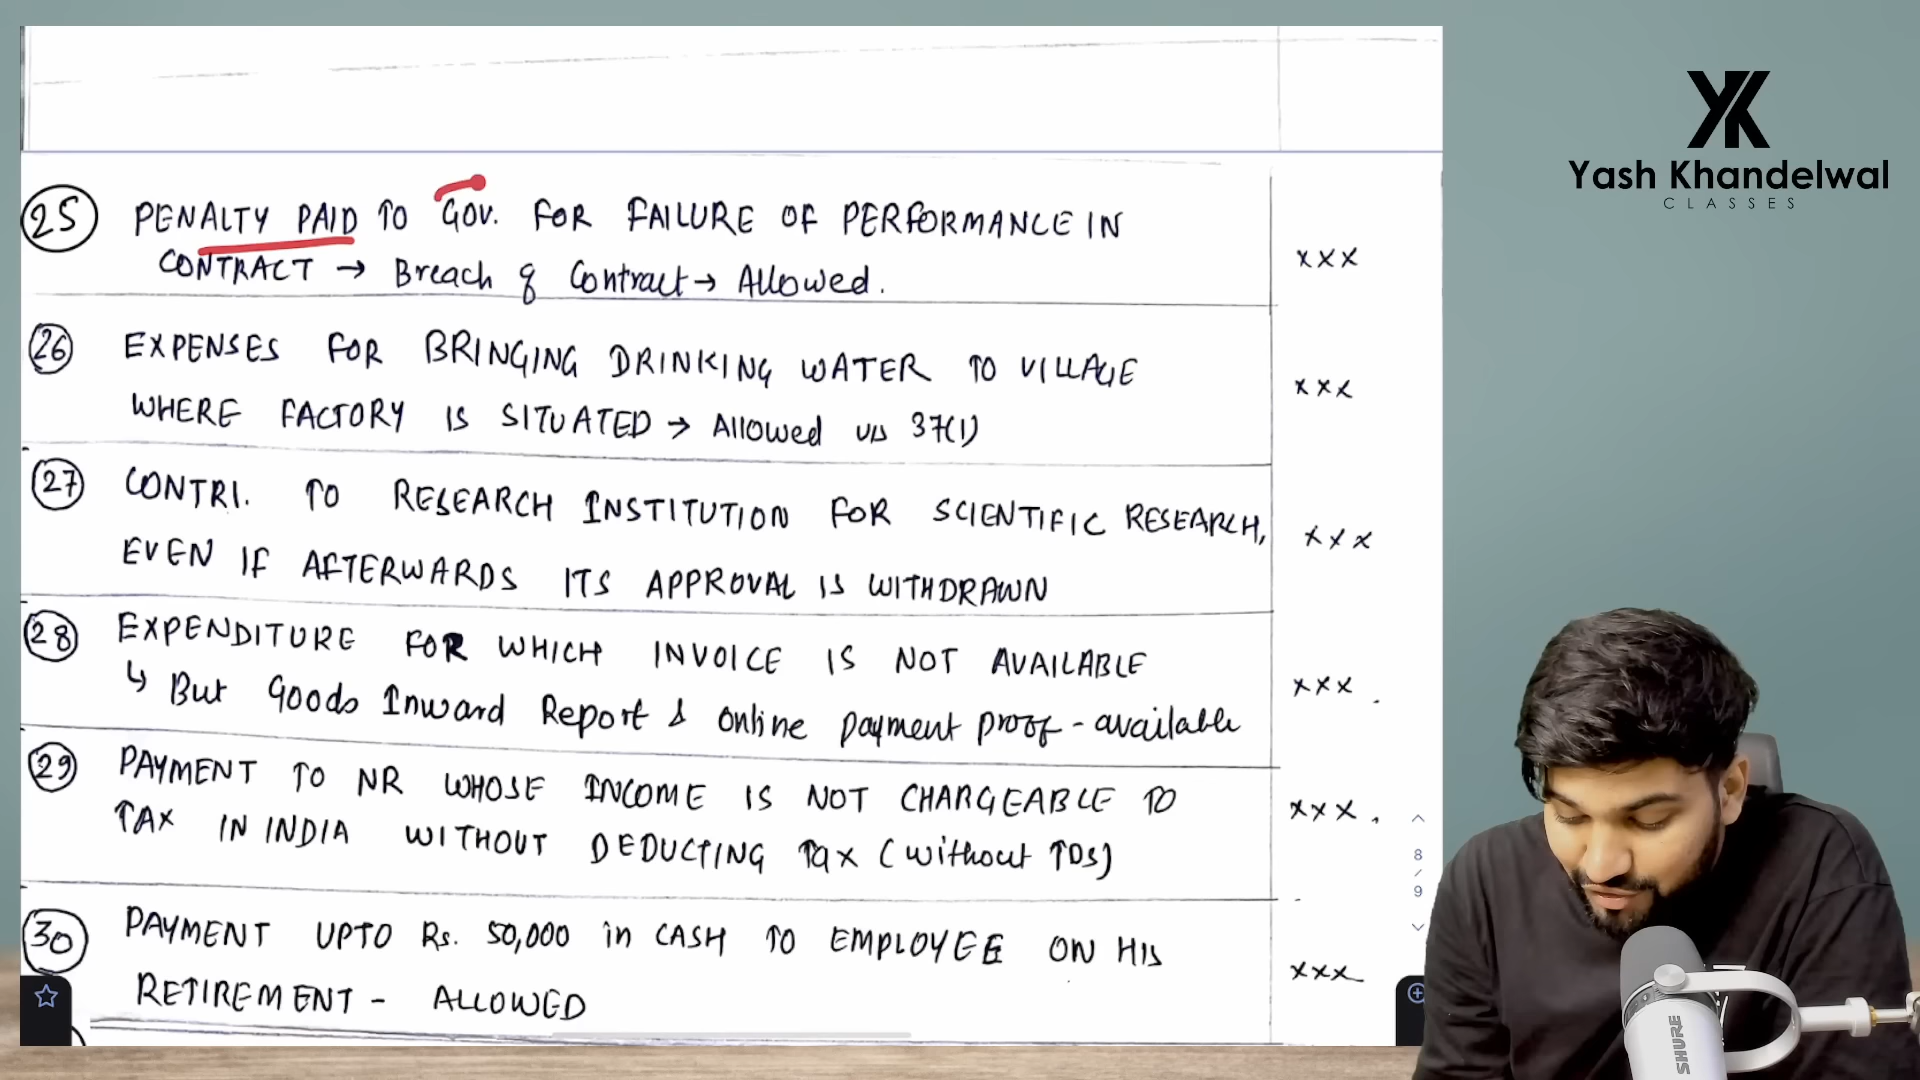 25 PENALTY PAID TO GOV. FOR FAILURE OF PERFORMANCE IN
CONTRACT → Breach of Contract → Allowed.
xxx
26 EXPENSES FOR BRINGING DRINKING WATER TO VILLAGE
WHERE FACTORY IS SITUATED → Allowed u/s 37(1)
xxx
27 CONTRI. TO RESEARCH INSTITUTION FOR SCIENTIFIC RESEARCH,
EVEN IF AFTERWARDS ITS APPROVAL IS WITHDRAWN
xxx
28 EXPENDITURE FOR WHICH INVOICE IS NOT AVAILABLE
↳ But Goods Inward Report & Online payment proof - available
xxx.
29 PAYMENT TO NR WHOSE INCOME IS NOT CHARGEABLE TO
TAX IN INDIA WITHOUT DEDUCTING Tax (without TDS)
xxx.
30 PAYMENT UPTO Rs. 50,000 in CASH TO EMPLOYEE ON HIS
RETIREMENT - ALLOWED
xxx
8
/
9
YK
Yash Khandelwal
CLASSES
SHURE